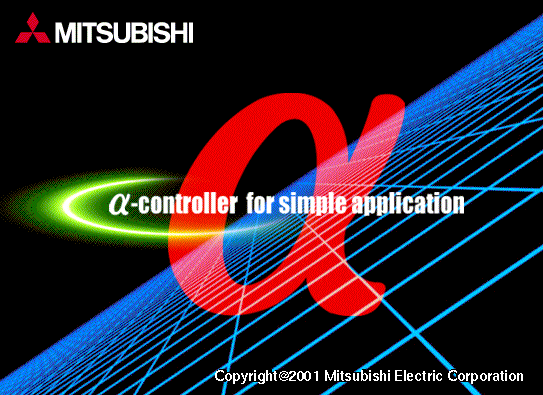 MITSUBISHI
α
α-controller for simple application
Copyright@2001 Mitsubishi Electric Corporation